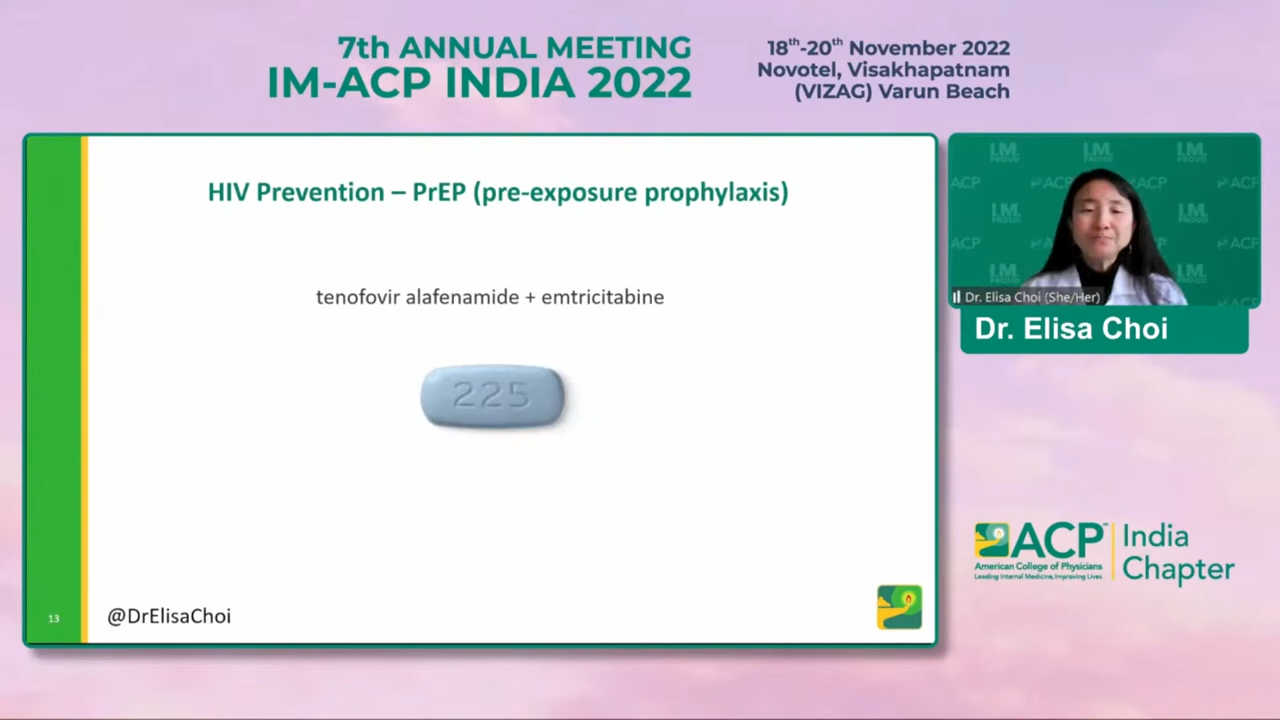 7th ANNUAL MEETING
IM-ACP INDIA 2022
18th-20th November 2022
Novotel, Visakhapatnam
(VIZAG) Varun Beach
HIV Prevention – PrEP (pre-exposure prophylaxis)
tenofovir alafenamide + emtricitabine
225
13
@DrElisaChoi
I.M. PROUD
ACP
Dr. Elisa Choi (She/Her)
Dr. Elisa Choi
ACP™
American College of Physicians
Leading Internal Medicine, Improving Lives
India
Chapter